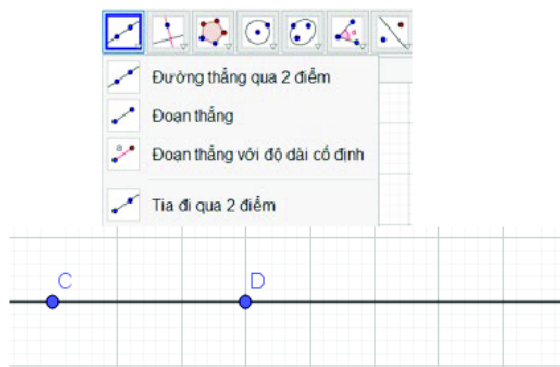 Đường thẳng qua 2 điểm
Đoạn thẳng
Đoạn thẳng với độ dài cố định
Tia đi qua 2 điểm
C D